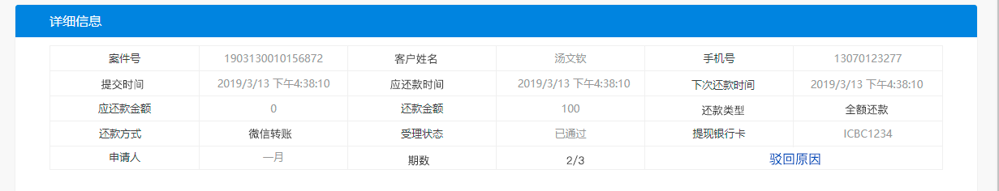 详细信息
案件号 1903130010156872 客户姓名 汤文钦 手机号 13070123277
提交时间 2019/3/13 下午4:38:10 应还款时间 2019/3/13 下午4:38:10 下次还款时间 2019/3/13 下午4:38:10
应还款金额 0 还款金额 100 还款类型 全额还款
还款方式 微信转账 受理状态 已通过 提现银行卡 ICBC1234
申请人 一月 期数 2/3 驳回原因